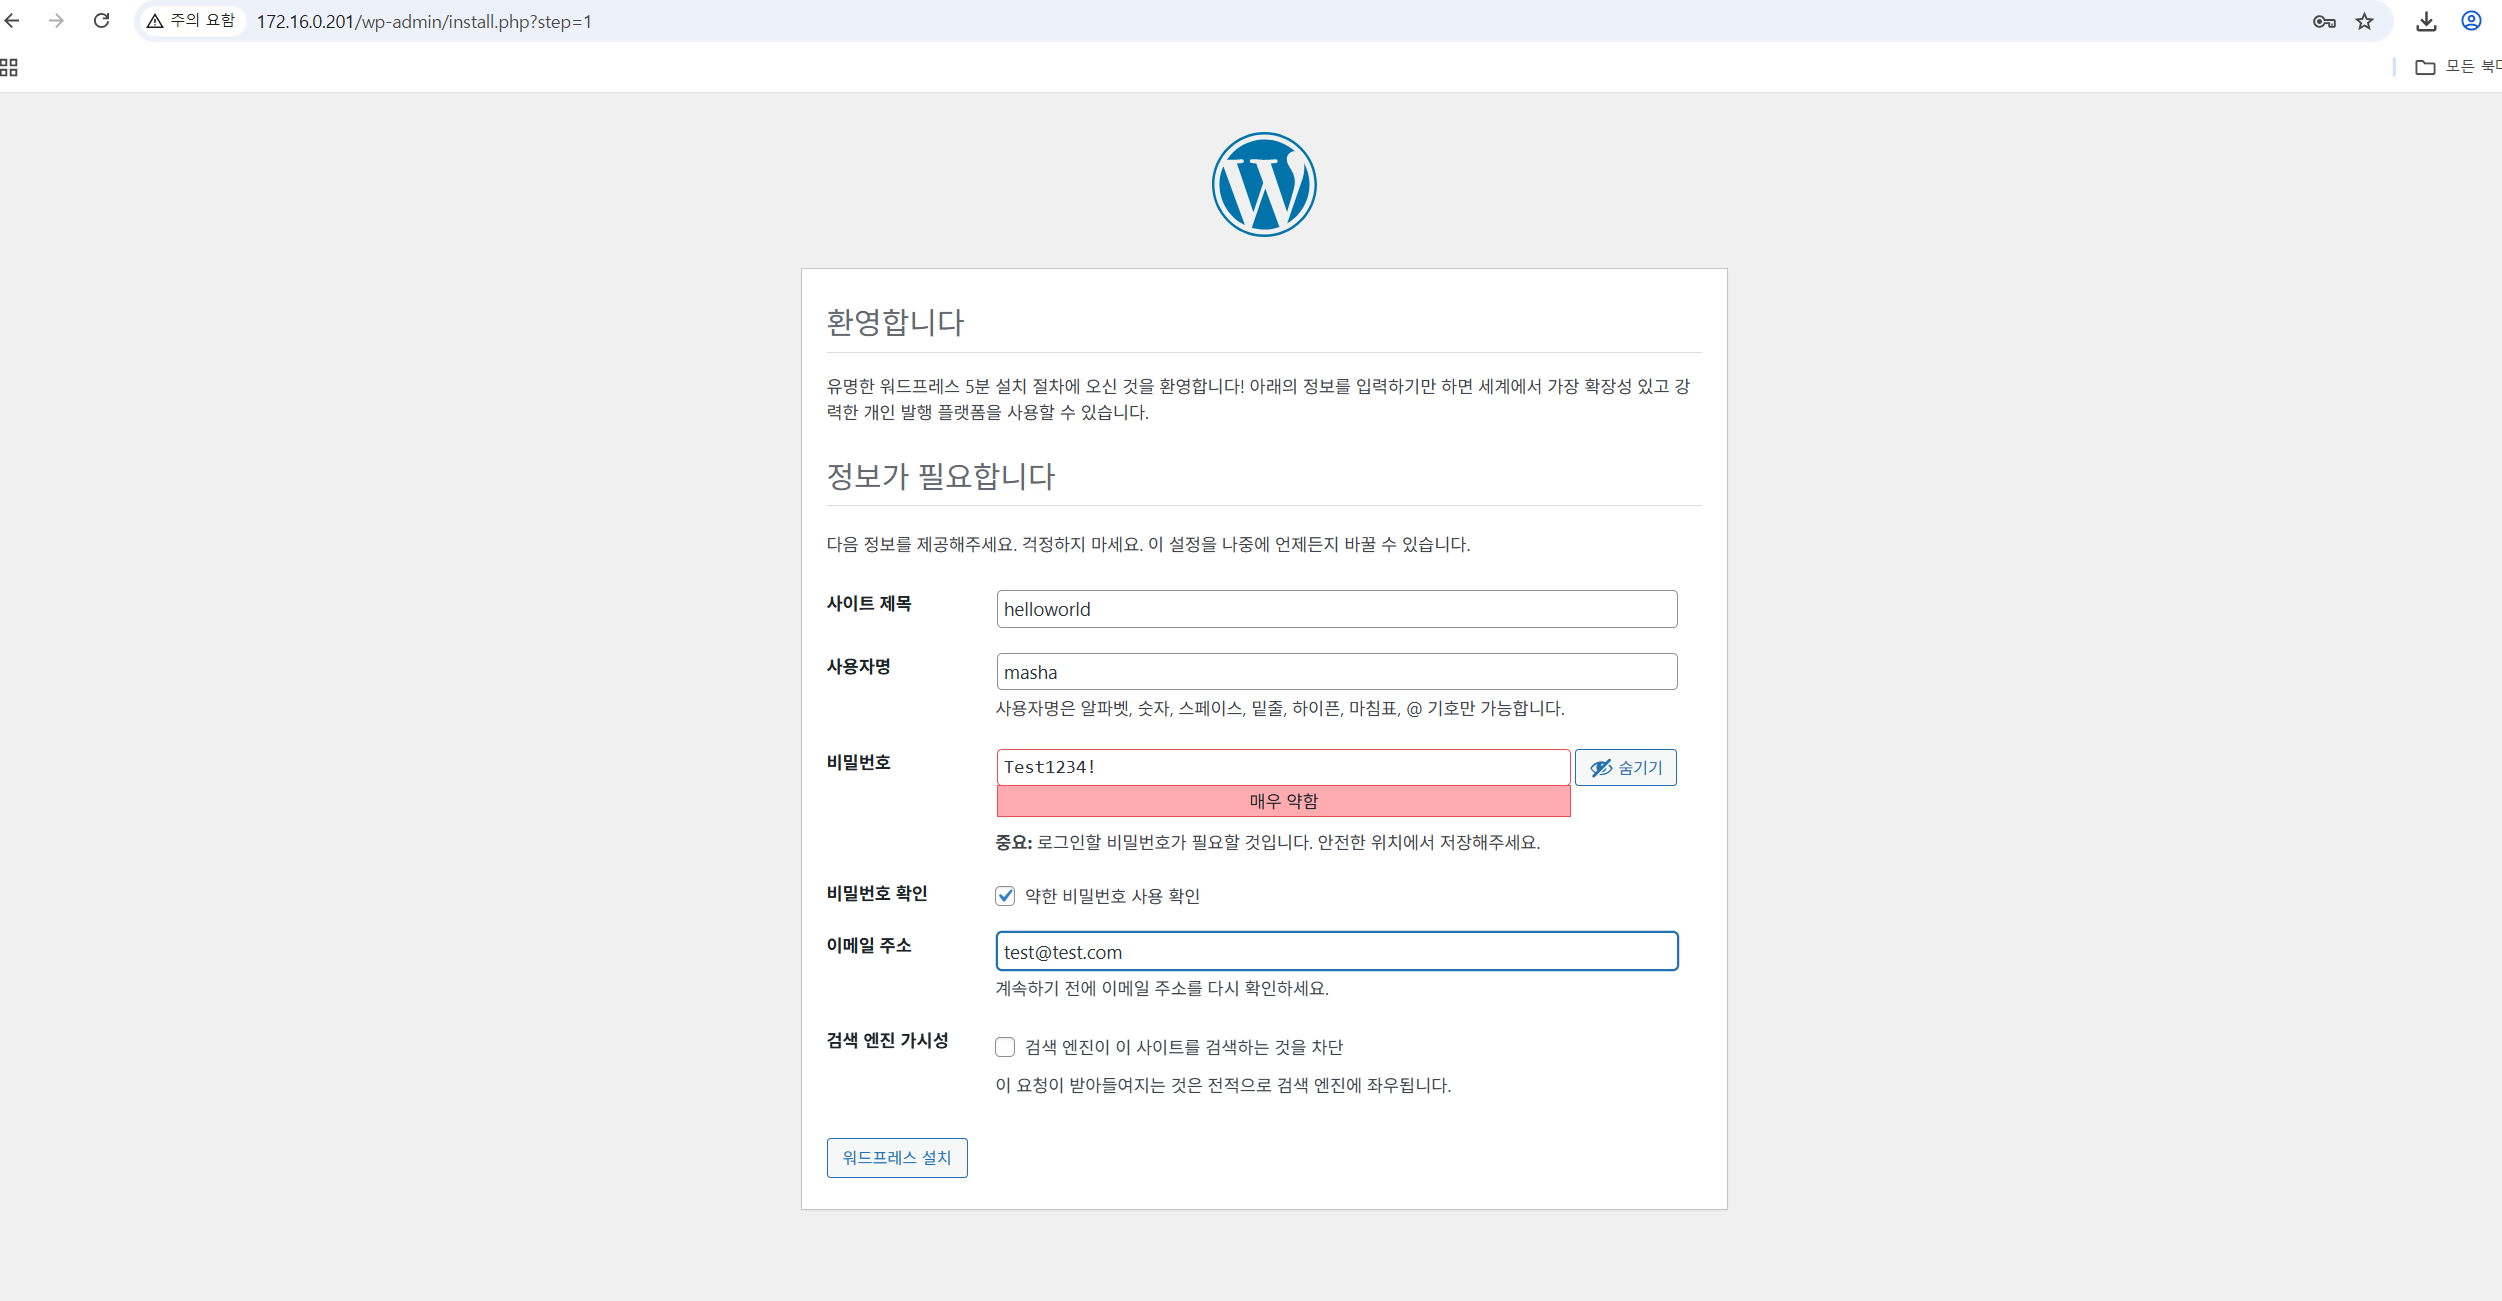 주의 요함 172.16.0.201/wp-admin/install.php?step=1
모든 북
환영합니다
유명한 워드프레스 5분 설치 절차에 오신 것을 환영합니다! 아래의 정보를 입력하기만 하면 세계에서 가장 확장성 있고 강
력한 개인 발행 플랫폼을 사용할 수 있습니다.
정보가 필요합니다
다음 정보를 제공해주세요. 걱정하지 마세요. 이 설정을 나중에 언제든지 바꿀 수 있습니다.
사이트 제목 helloworld
사용자명 masha
사용자명은 알파벳, 숫자, 스페이스, 밑줄, 하이픈, 마침표, @ 기호만 가능합니다.
비밀번호 Test1234! 숨기기
매우 약함
중요: 로그인할 비밀번호가 필요할 것입니다. 안전한 위치에서 저장해주세요.
비밀번호 확인 약한 비밀번호 사용 확인
이메일 주소 test@test.com
계속하기 전에 이메일 주소를 다시 확인하세요.
검색 엔진 가시성 검색 엔진이 이 사이트를 검색하는 것을 차단
이 요청이 받아들여지는 것은 전적으로 검색 엔진에 좌우됩니다.
워드프레스 설치